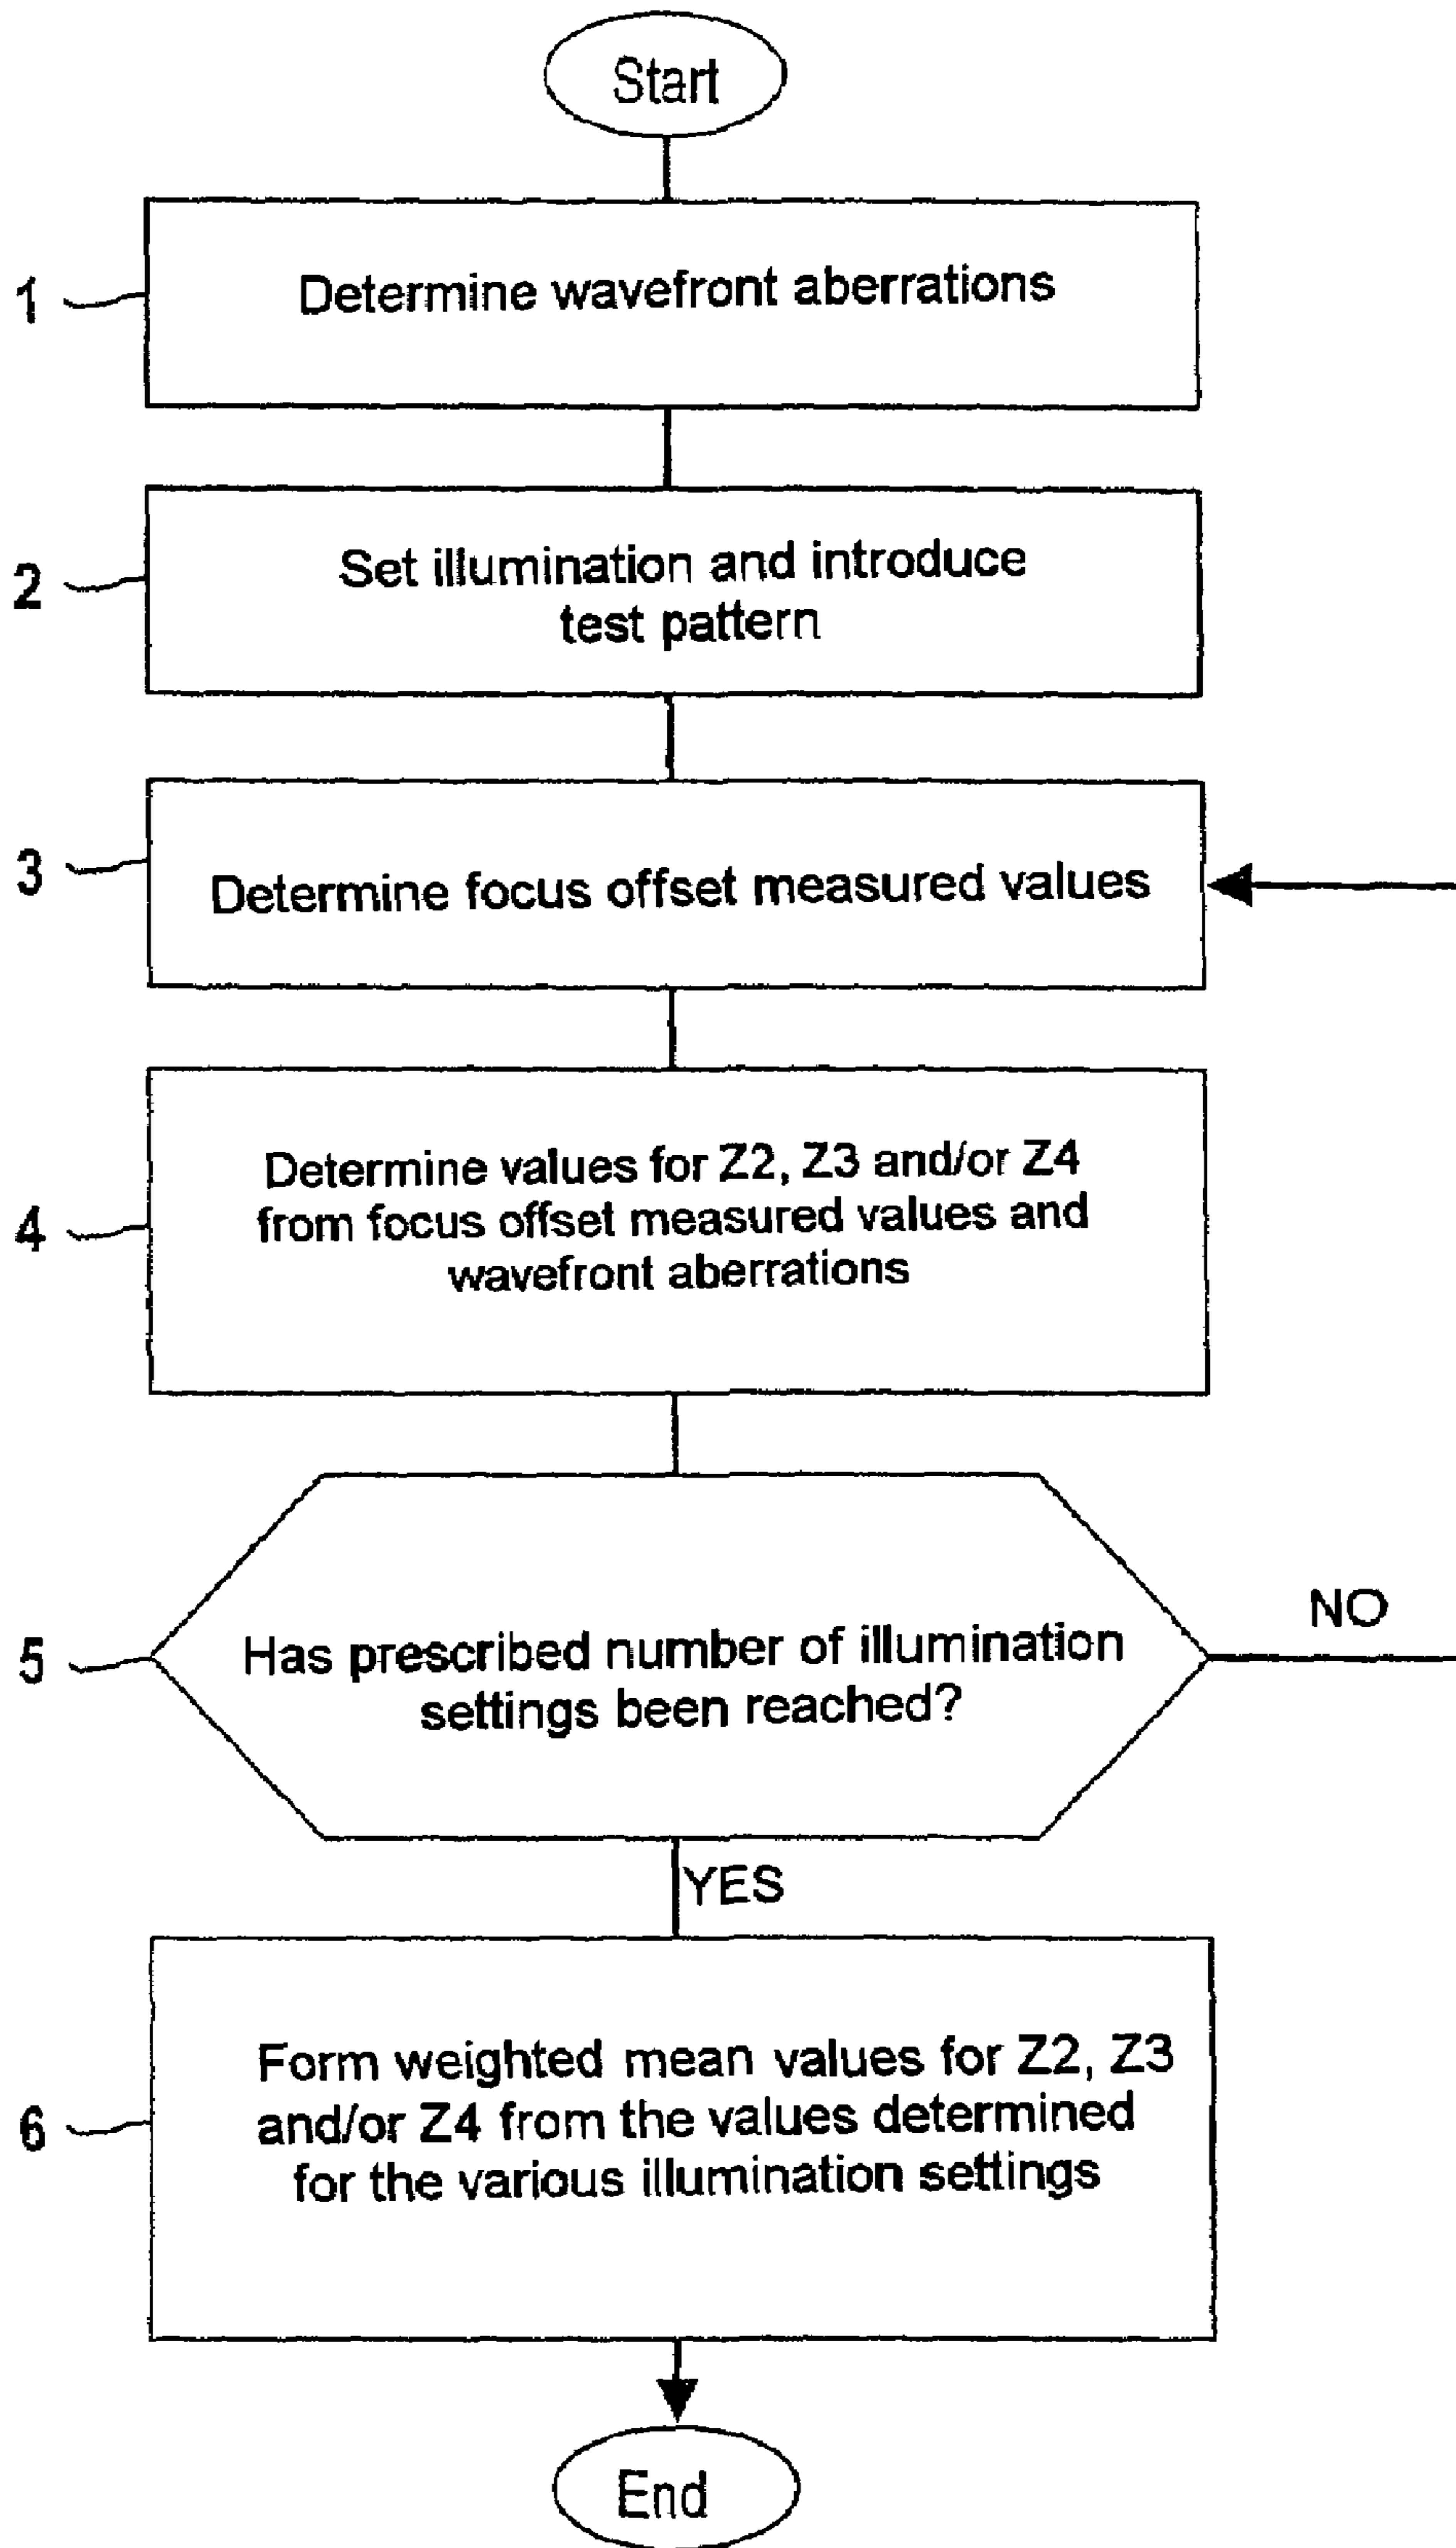 Start
1
Determine wavefront aberrations
2
Set illumination and introduce
test pattern
3
Determine focus offset measured values
4
Determine values for Z2, Z3 and/or Z4
from focus offset measured values and
wavefront aberrations
5
Has prescribed number of illumination
settings been reached?
NO
YES
6
Form weighted mean values for Z2, Z3
and/or Z4 from the values determined
for the various illumination settings
End